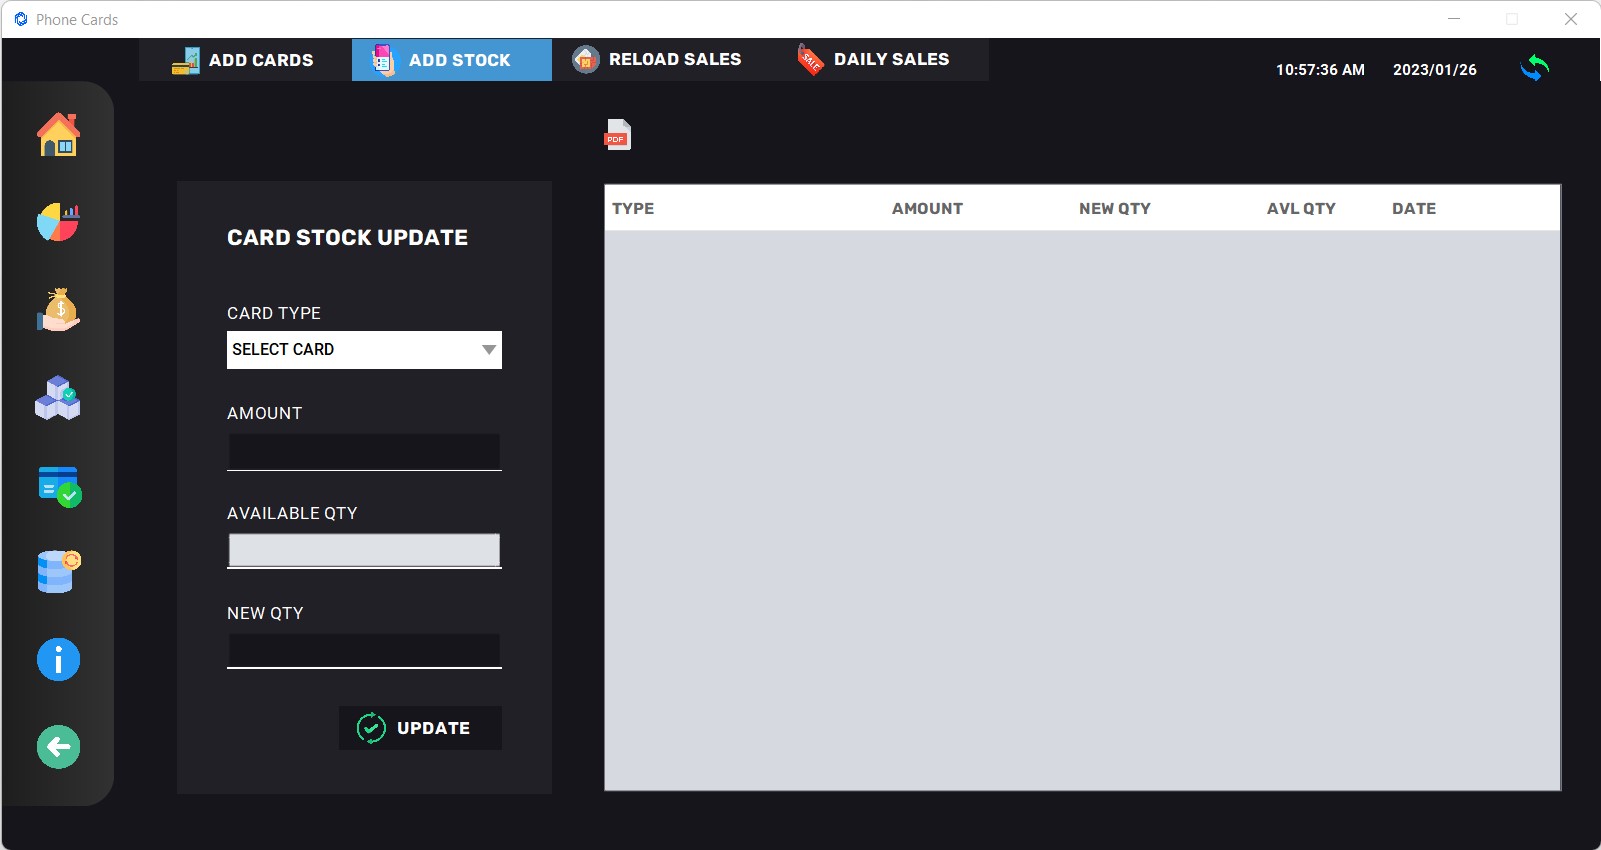 Phone Cards
ADD CARDS
ADD STOCK
RELOAD SALES
SALE
DAILY SALES
10:57:36 AM
2023/01/26
PDF
CARD STOCK UPDATE
CARD TYPE
SELECT CARD
AMOUNT
AVAILABLE QTY
NEW QTY
UPDATE
TYPE AMOUNT NEW QTY AVL QTY DATE